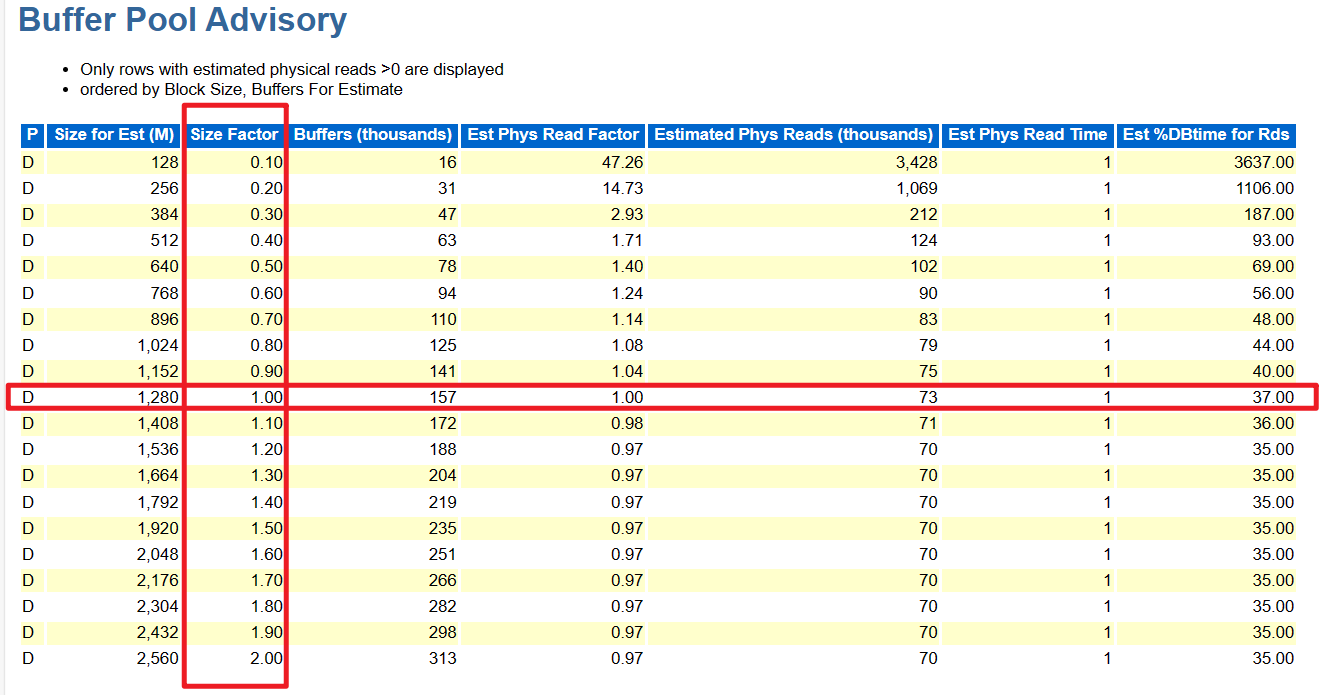 Buffer Pool Advisory
• Only rows with estimated physical reads >0 are displayed
• ordered by Block Size, Buffers For Estimate
P Size for Est (M) Size Factor Buffers (thousands) Est Phys Read Factor Estimated Phys Reads (thousands) Est Phys Read Time Est %DBtime for Rds
D 128 0.10 16 47.26 3,428 1 3637.00
D 256 0.20 31 14.73 1,069 1 1106.00
D 384 0.30 47 2.93 212 1 187.00
D 512 0.40 63 1.71 124 1 93.00
D 640 0.50 78 1.40 102 1 69.00
D 768 0.60 94 1.24 90 1 56.00
D 896 0.70 110 1.14 83 1 48.00
D 1,024 0.80 125 1.08 79 1 44.00
D 1,152 0.90 141 1.04 75 1 40.00
D 1,280 1.00 157 1.00 73 1 37.00
D 1,408 1.10 172 0.98 71 1 36.00
D 1,536 1.20 188 0.97 70 1 35.00
D 1,664 1.30 204 0.97 70 1 35.00
D 1,792 1.40 219 0.97 70 1 35.00
D 1,920 1.50 235 0.97 70 1 35.00
D 2,048 1.60 251 0.97 70 1 35.00
D 2,176 1.70 266 0.97 70 1 35.00
D 2,304 1.80 282 0.97 70 1 35.00
D 2,432 1.90 298 0.97 70 1 35.00
D 2,560 2.00 313 0.97 70 1 35.00